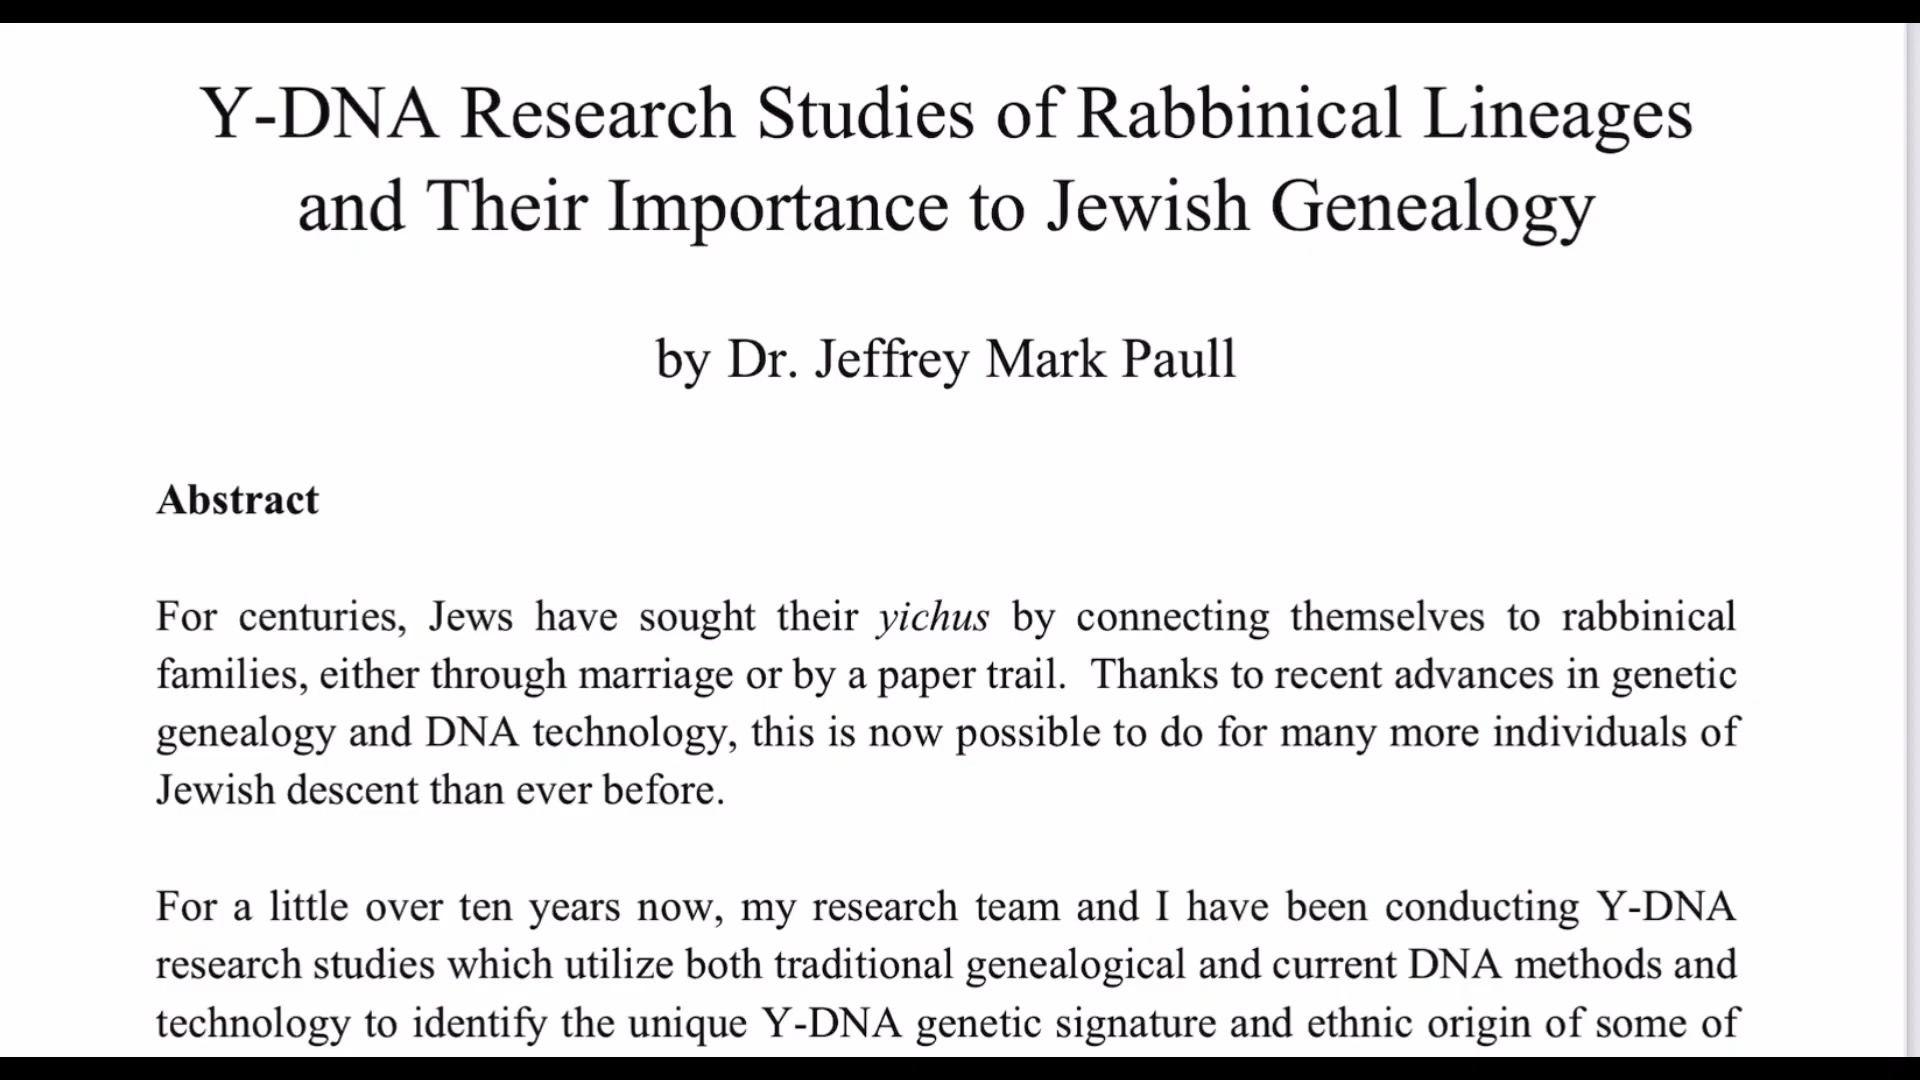 Y-DNA Research Studies of Rabbinical Lineages
and Their Importance to Jewish Genealogy
by Dr. Jeffrey Mark Paull
Abstract
For centuries, Jews have sought their yichus by connecting themselves to rabbinical
families, either through marriage or by a paper trail.  Thanks to recent advances in genetic
genealogy and DNA technology, this is now possible to do for many more individuals of
Jewish descent than ever before.
For a little over ten years now, my research team and I have been conducting Y-DNA
research studies which utilize both traditional genealogical and current DNA methods and
technology to identify the unique Y-DNA genetic signature and ethnic origin of some of